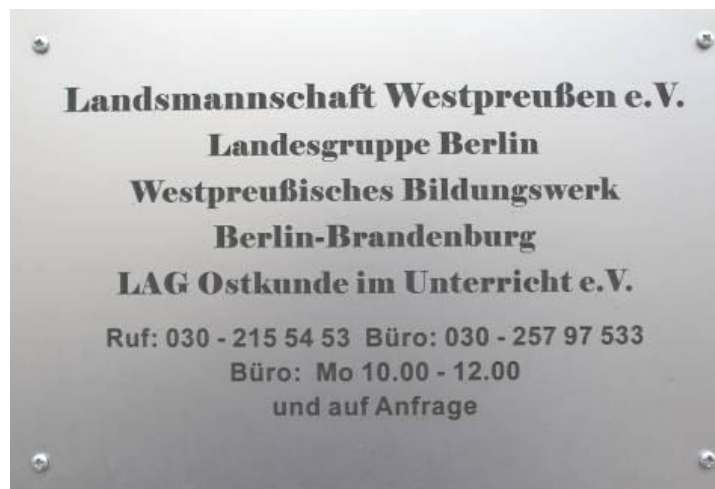 Landsmannschaft Westpreußen e.V.
Landesgruppe Berlin
Westpreußisches Bildungswerk
Berlin-Brandenburg
LAG Ostkunde im Unterricht e.V.
Ruf: 030 - 215 54 53 Büro: 030 - 257 97 533
Büro: Mo 10.00 - 12.00
und auf Anfrage